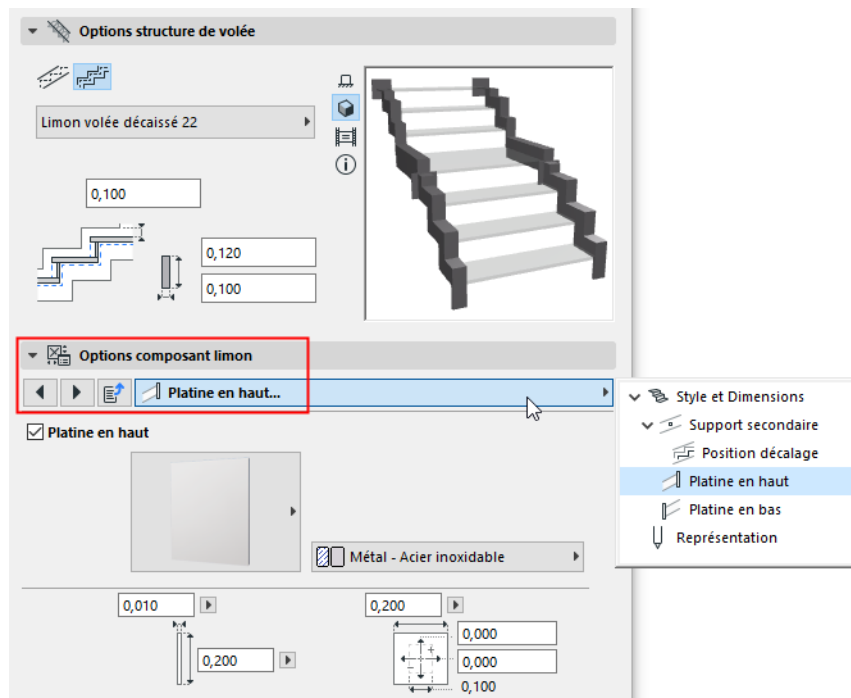 Options structure de volée
Limon volée décaissé 22
0,100
0,120
0,100
Options composant limon
Platine en haut...
Style et Dimensions
Support secondaire
Position décalage
Platine en haut
Platine en bas
Représentation
Platine en haut
Métal - Acier inoxidable
0,010
0,200
0,200
0,000
0,000
0,100